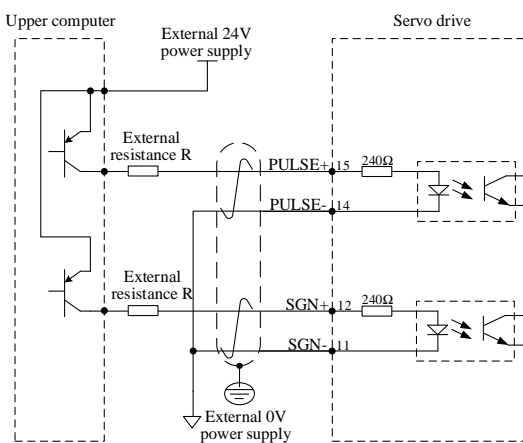 Upper computer
Servo drive
External 24V
power supply
External
resistance R
PULSE+
15
240Ω
PULSE-
14
External
resistance R
SGN+
12
240Ω
SGN-
11
External 0V
power supply